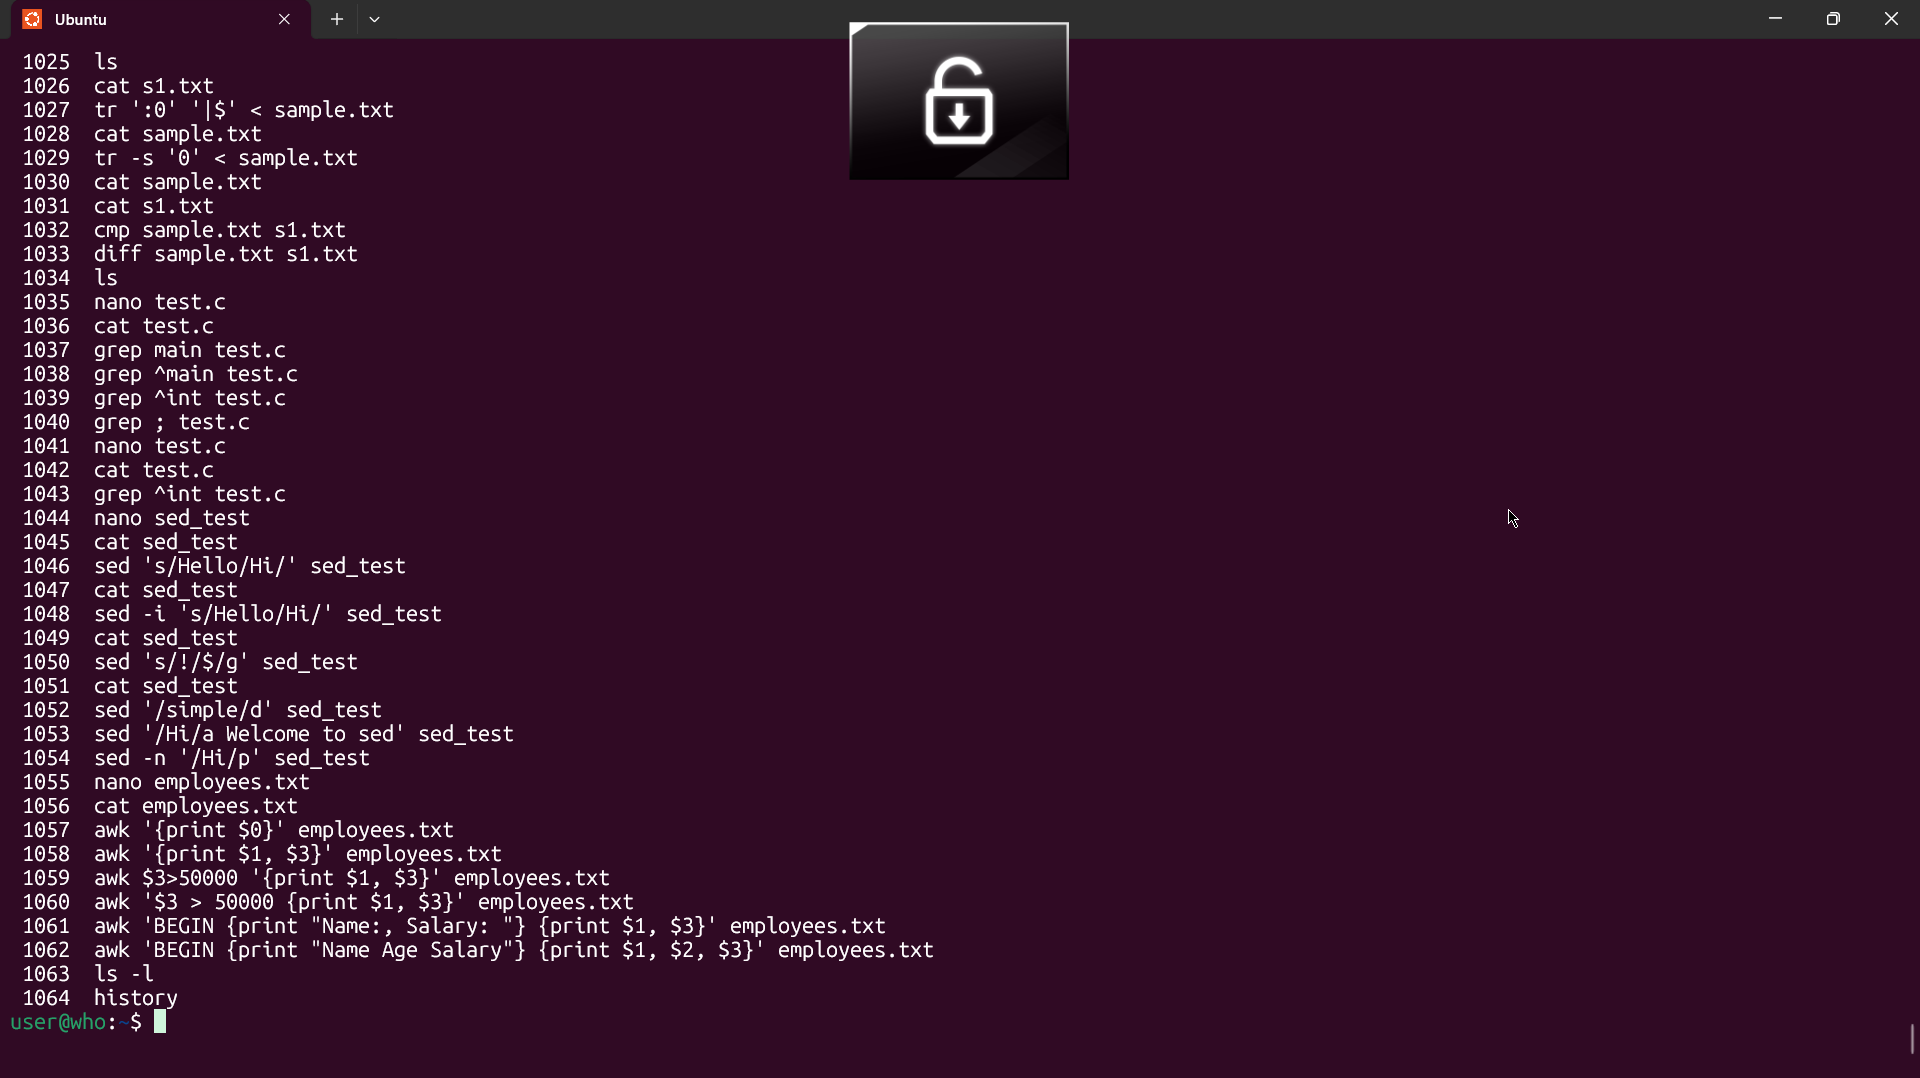 Ubuntu
1025 ls
1026 cat s1.txt
1027 tr ':0' '|$' < sample.txt
1028 cat sample.txt
1029 tr -s '0' < sample.txt
1030 cat sample.txt
1031 cat s1.txt
1032 cmp sample.txt s1.txt
1033 diff sample.txt s1.txt
1034 ls
1035 nano test.c
1036 cat test.c
1037 grep main test.c
1038 grep ^main test.c
1039 grep ^int test.c
1040 grep ; test.c
1041 nano test.c
1042 cat test.c
1043 grep ^int test.c
1044 nano sed_test
1045 cat sed_test
1046 sed 's/Hello/Hi/' sed_test
1047 cat sed_test
1048 sed -i 's/Hello/Hi/' sed_test
1049 cat sed_test
1050 sed 's/!/$/g' sed_test
1051 cat sed_test
1052 sed '/simple/d' sed_test
1053 sed '/Hi/a Welcome to sed' sed_test
1054 sed -n '/Hi/p' sed_test
1055 nano employees.txt
1056 cat employees.txt
1057 awk '{print $0}' employees.txt
1058 awk '{print $1, $3}' employees.txt
1059 awk $3>50000 '{print $1, $3}' employees.txt
1060 awk '$3 > 50000 {print $1, $3}' employees.txt
1061 awk 'BEGIN {print "Name:, Salary: "} {print $1, $3}' employees.txt
1062 awk 'BEGIN {print "Name Age Salary"} {print $1, $2, $3}' employees.txt
1063 ls -l
1064 history
user@who:~$